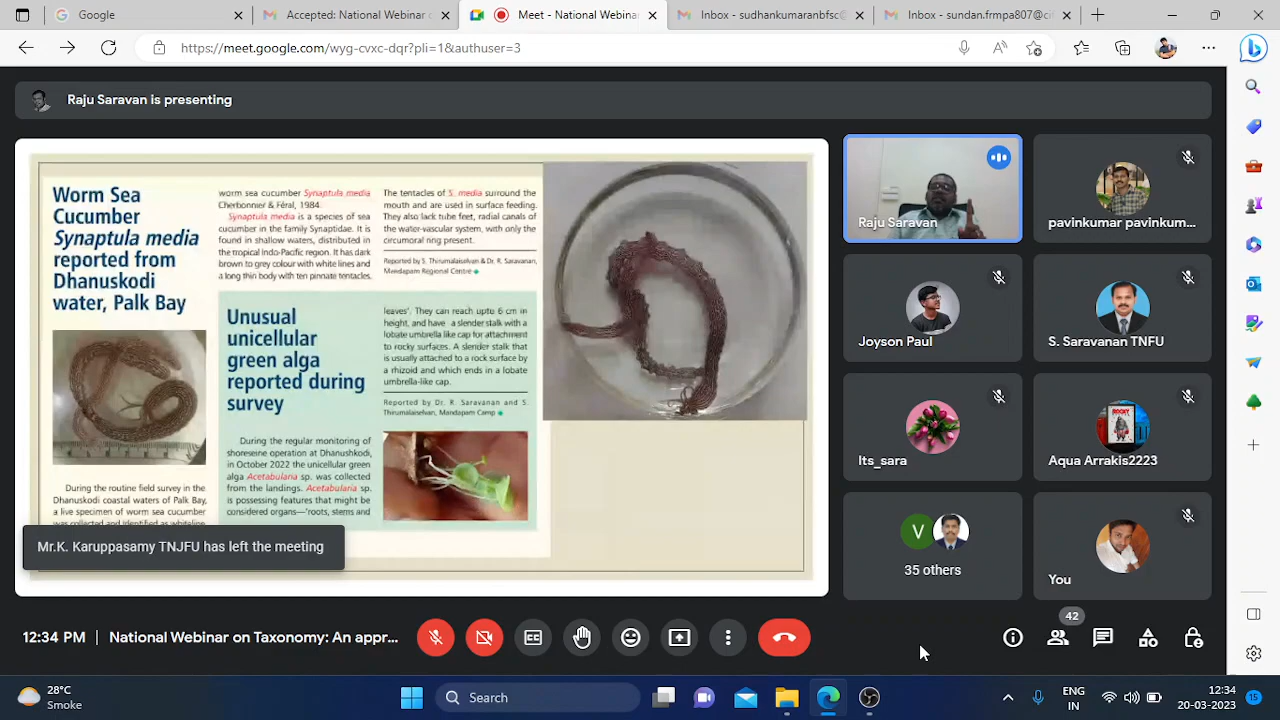 Google
Accepted: National Webinar
Meet - National Webinar
Inbox - sudhankumaranbfsc@
Inbox - sundan.frmpa807@c
https://meet.google.com/wyg-cvxc-dqr?pli=1&authuser=3
Raju Saravan is presenting
Worm Sea
Cucumber
Synaptula media
reported from
Dhanuskodi
water, Palk Bay
During the routine field survey in the
Dhanuskodi coastal waters of Palk Bay,
a live specimen of worm sea cucumber
was collected and identified as whiteline
worm sea cucumber Synaptula media
Cherbonnier & Féral, 1984.
Synaptula media is a species of sea
cucumber in the family Synaptidae. It is
found in shallow waters, distributed in
the tropical Indo-Pacific region. It has dark
brown to grey colour with white lines and
a long thin body with ten pinnate tentacles.
The tentacles of S. media surround the
mouth and are used in surface feeding.
They also lack tube feet, radial canals of
the water-vascular system, with only the
circumoral ring present.
Reported by S. Thirumalaiselvan & Dr. R. Saravanan,
Mandapam Regional Centre
Unusual
unicellular
green alga
reported during
survey
During the regular monitoring of
shoreseine operation at Dhanushkodi,
in October 2022 the unicellular green
alga Acetabularia sp. was collected
from the landings. Acetabularia sp.
is possessing features that might be
considered organs—'roots, stems and
leaves'. They can reach upto 6 cm in
height, and have a slender stalk with a
lobate umbrella like cap for attachment
to rocky surfaces. A slender stalk that
is usually attached to a rock surface by
a rhizoid and which ends in a lobate
umbrella-like cap.
Reported by Dr. R. Saravanan and S.
Thirumalaiselvan, Mandapam Camp
Mr.K. Karuppasamy TNJFU has left the meeting
Raju Saravan
pavinkumar pavinkum...
Joyson Paul
S. Saravanan TNFU
Its_sara
Aqua Arrakis2223
V
35 others
You
12:34 PM | National Webinar on Taxonomy: An appr...
42
28°C
Smoke
Search
ENG
IN
12:34
20-03-2023
15